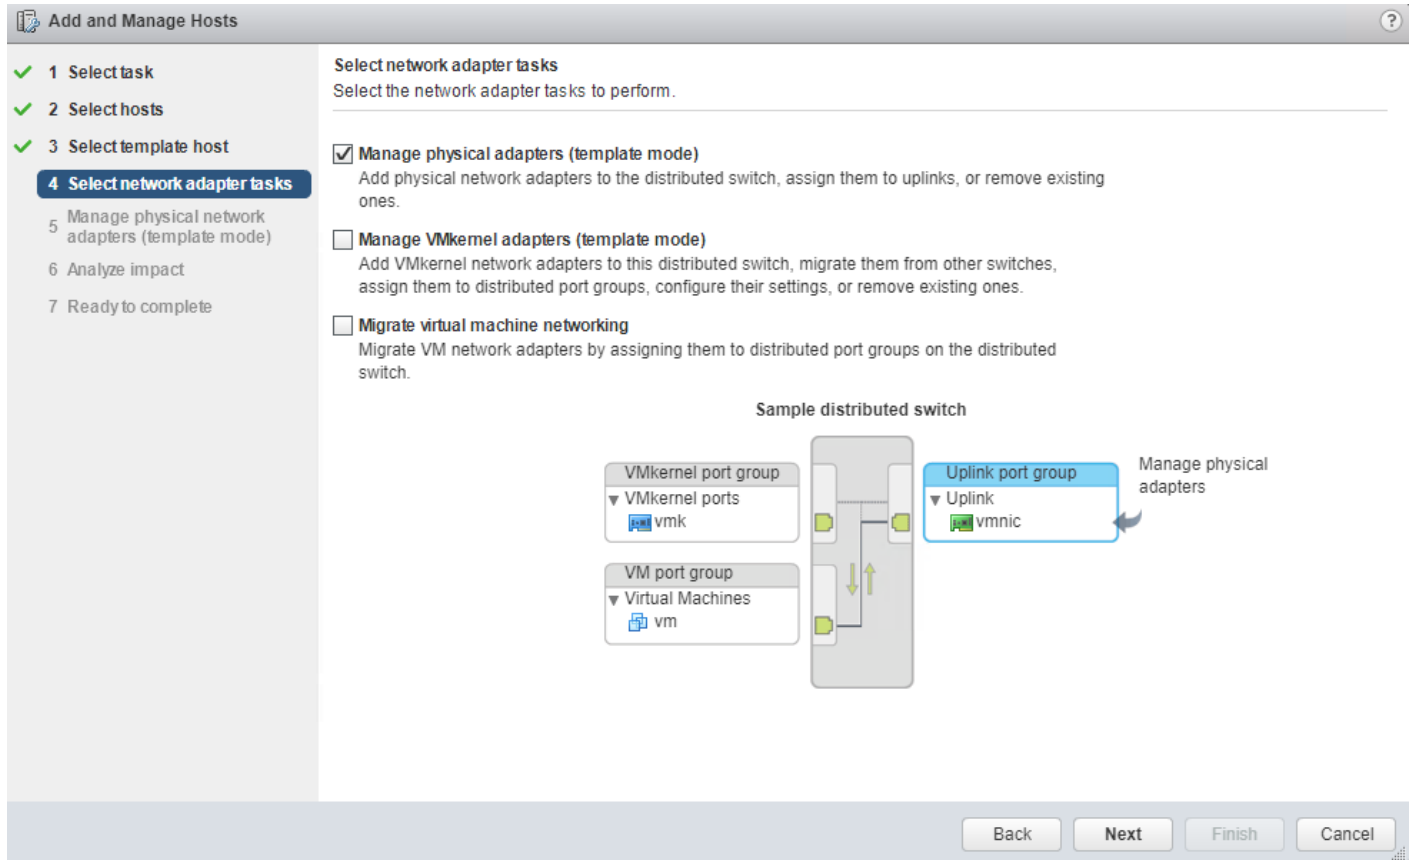 Add and Manage Hosts
?
1 Select task
2 Select hosts
3 Select template host
4 Select network adapter tasks
5 Manage physical network
adapters (template mode)
6 Analyze impact
7 Ready to complete
Select network adapter tasks
Select the network adapter tasks to perform.
Manage physical adapters (template mode)
Add physical network adapters to the distributed switch, assign them to uplinks, or remove existing
ones.
Manage VMkernel adapters (template mode)
Add VMkernel network adapters to this distributed switch, migrate them from other switches,
assign them to distributed port groups, configure their settings, or remove existing ones.
Migrate virtual machine networking
Migrate VM network adapters by assigning them to distributed port groups on the distributed
switch.
Sample distributed switch
VMkernel port group
VMkernel ports
vmk
VM port group
Virtual Machines
vm
Uplink port group
Uplink
vmnic
Manage physical
adapters
Back
Next
Finish
Cancel